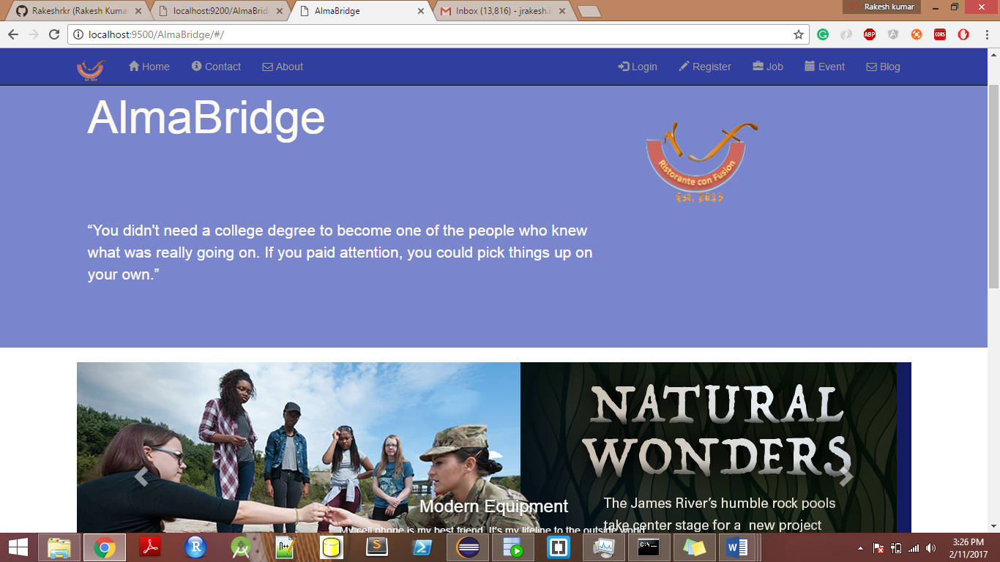 Rakeshrkr (Rakesh Kuma
localhost:9200/AlmaBridg
AlmaBridge
Inbox (13,816) - jrakesh.i
Rakesh kumar
localhost:9500/AlmaBridge/#/
ABP
CORS
Home
Contact
About
Login
Register
Job
Event
Blog
AlmaBridge
Ristorante con Fusion
Est. 2013
“You didn't need a college degree to become one of the people who knew
what was really going on. If you paid attention, you could pick things up on
your own.”
NATURAL
WONDERS
Modern Equipment
The James River’s humble rock pools
My cell phone is my best friend. It's my lifeline to the outside world.
take center stage for a new project
3:26 PM
2/11/2017